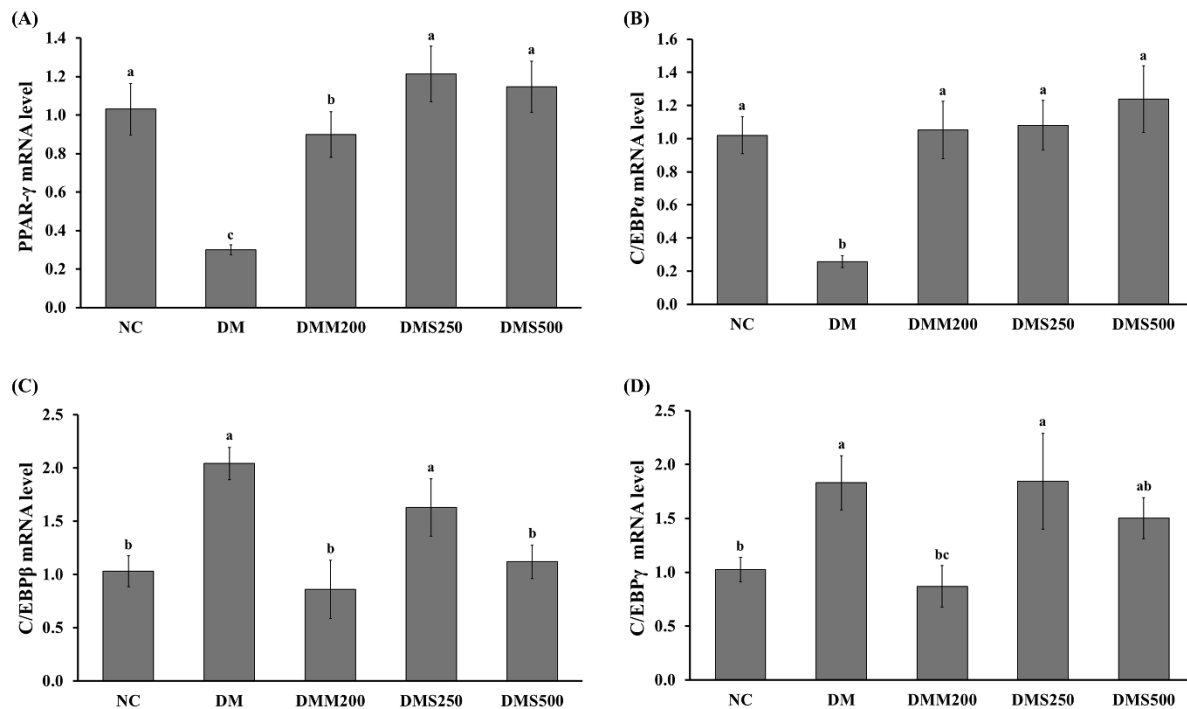 (A)
PPAR-γ mRNA level
1.4
1.2
1.0
0.8
0.6
0.4
0.2
0.0
a
c
b
a
a
NC DM DMM200 DMS250 DMS500
(B)
C/EBPα mRNA level
1.6
1.4
1.2
1.0
0.8
0.6
0.4
0.2
0.0
a
b
a
a
a
NC DM DMM200 DMS250 DMS500
(C)
C/EBPβ mRNA level
2.5
2.0
1.5
1.0
0.5
0.0
b
a
b
a
b
NC DM DMM200 DMS250 DMS500
(D)
C/EBPγ mRNA level
2.5
2.0
1.5
1.0
0.5
0.0
b
a
bc
a
ab
NC DM DMM200 DMS250 DMS500